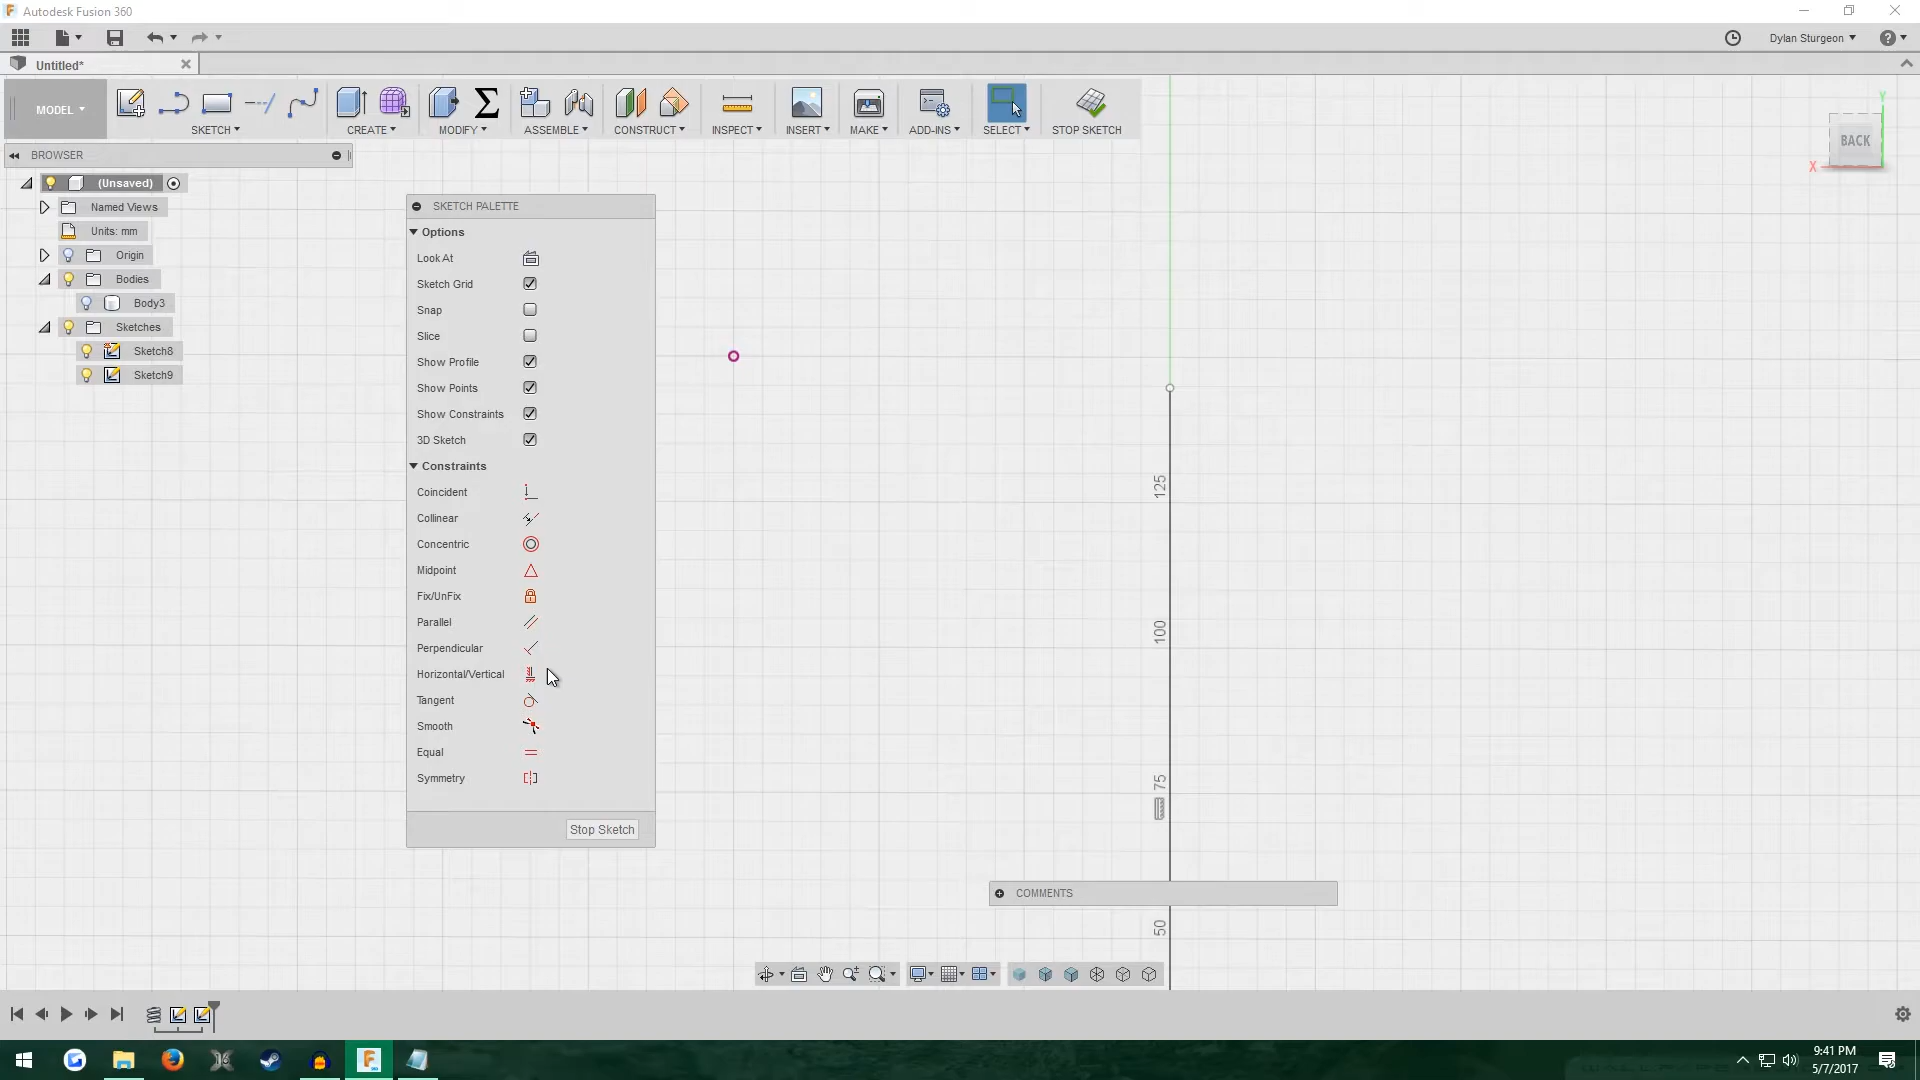 Autodesk Fusion 360
Dylan Sturgeon
Untitled*
MODEL
SKETCH
CREATE
MODIFY
ASSEMBLE
CONSTRUCT
INSPECT
INSERT
MAKE
ADD-INS
SELECT
STOP SKETCH
BROWSER
(Unsaved)
Named Views
Units: mm
Origin
Bodies
Body3
Sketches
Sketch8
Sketch9
SKETCH PALETTE
Options
Look At
Sketch Grid
Snap
Slice
Show Profile
Show Points
Show Constraints
3D Sketch
Constraints
Coincident
Collinear
Concentric
Midpoint
Fix/UnFix
Parallel
Perpendicular
Horizontal/Vertical
Tangent
Smooth
Equal
Symmetry
Stop Sketch
Y
BACK
X
125
100
75
50
COMMENTS
9:41 PM
5/7/2017